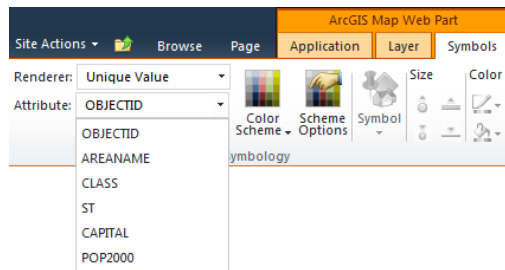 ArcGIS Map Web Part
Site Actions Browse Page Application Layer Symbols
Renderer: Unique Value
Attribute: OBJECTID
Color Scheme
Scheme Options
Symbol
Size
Color
OBJECTID
AREANAME
CLASS
ST
CAPITAL
POP2000
ymbology